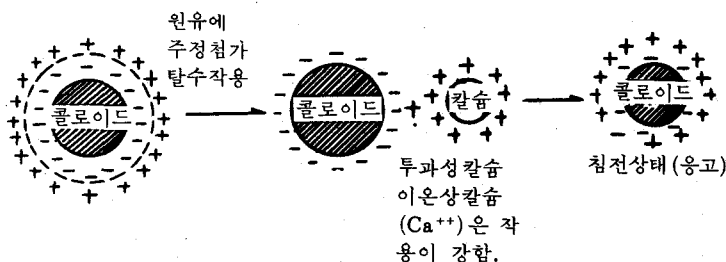 원유에
주정첨가
탈수작용
콜로이드
콜로이드
칼슘
콜로이드
투과성칼슘
이온상칼슘
(Ca⁺⁺)은 작
용이 강함.
침전상태(응고)